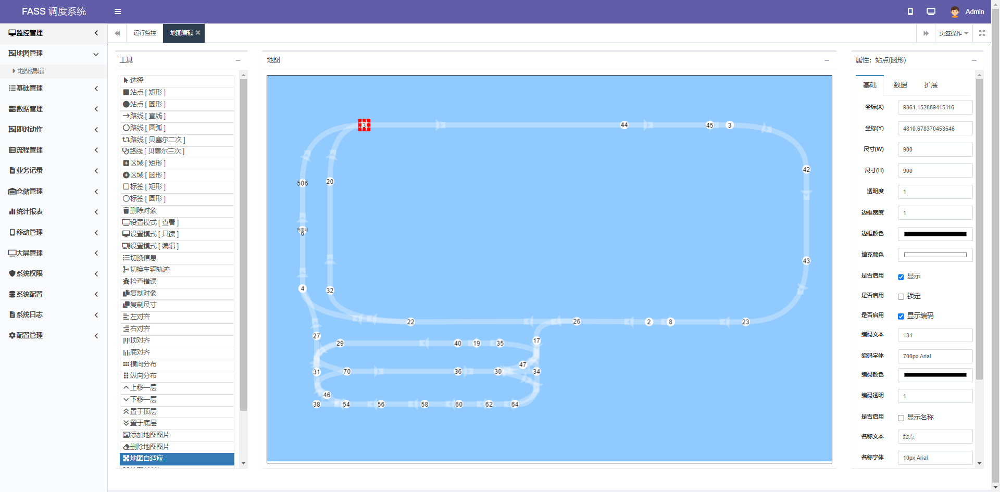 FASS 调度系统
Admin
监控管理
地图管理
地图编辑
基础管理
数据管理
即时动作
流程管理
业务记录
仓储管理
统计报表
移动管理
大屏管理
系统权限
系统配置
系统日志
配置管理
运行监控
地图编辑
页签操作
工具
选择
站点 [ 矩形 ]
站点 [ 圆形 ]
路线 [ 直线 ]
路线 [ 圆弧 ]
路线 [ 贝塞尔二次 ]
路线 [ 贝塞尔三次 ]
区域 [ 矩形 ]
区域 [ 圆形 ]
标签 [ 矩形 ]
标签 [ 圆形 ]
删除对象
设置模式 [ 查看 ]
设置模式 [ 只读 ]
设置模式 [ 编辑 ]
切换信息
切换车辆轨迹
检查错误
复制对象
复制尺寸
左对齐
右对齐
顶对齐
底对齐
横向分布
纵向分布
上移一层
下移一层
置于顶层
置于底层
添加地图图片
删除地图图片
地图自适应
地图
44
45
3
42
506
20
充电站
6
43
4
32
22
26
2
8
23
27
29
40
19
35
17
47
31
70
36
30
34
46
38
54
56
58
60
62
64
属性：站点(圆形)
基础
数据
扩展
坐标(X)
9861.152889415116
坐标(Y)
4810.678370453546
尺寸(W)
900
尺寸(H)
900
透明度
1
边框宽度
1
边框颜色
填充颜色
是否启用
显示
是否启用
锁定
是否启用
显示编码
编码文本
131
编码字体
700px Arial
编码颜色
编码透明
1
是否启用
显示名称
名称文本
站点
名称字体
10px Arial